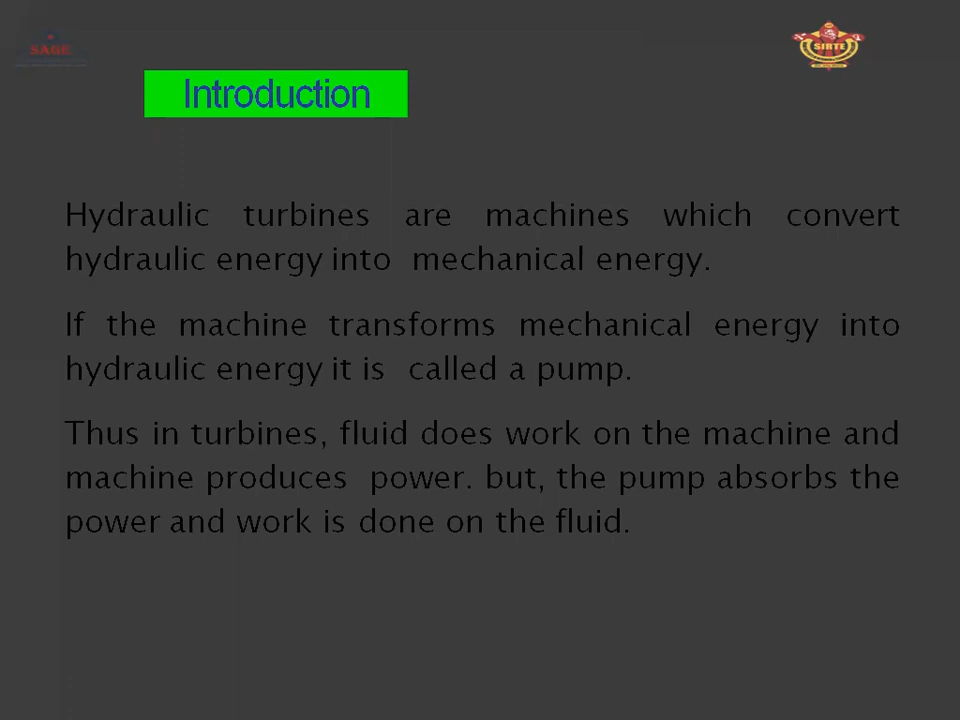 SAGE
SIRTE
Introduction
Hydraulic turbines are machines which convert
hydraulic energy into mechanical energy.
If the machine transforms mechanical energy into
hydraulic energy it is called a pump.
Thus in turbines, fluid does work on the machine and
machine produces power. but, the pump absorbs the
power and work is done on the fluid.